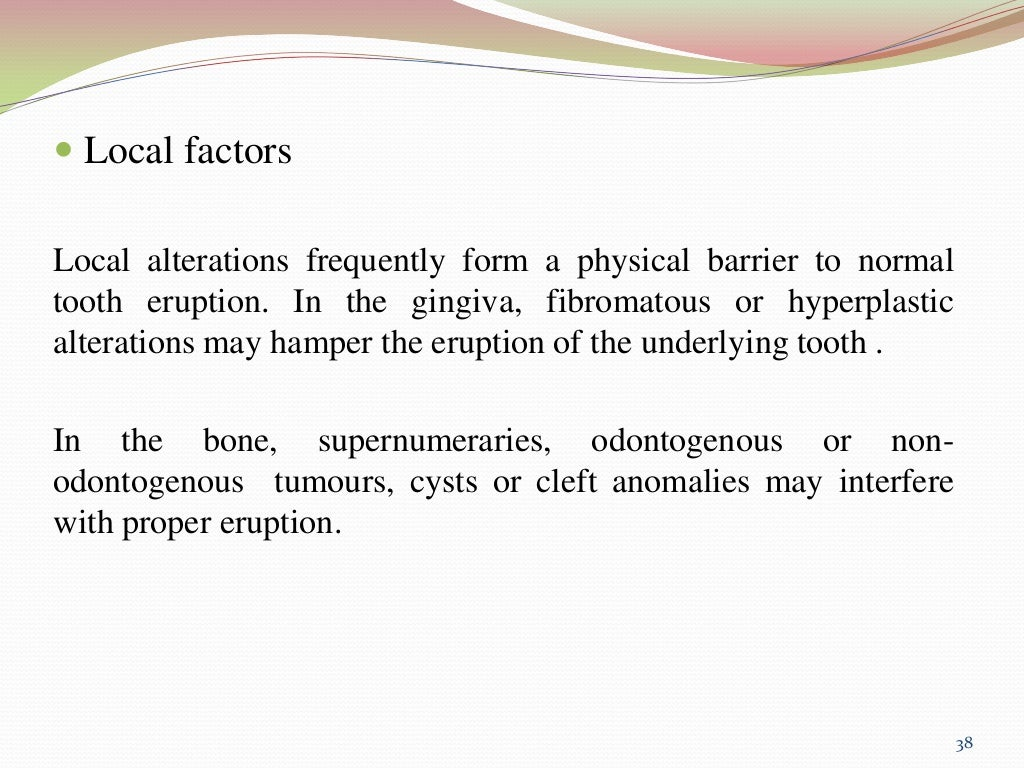 Local factors
Local alterations frequently form a physical barrier to normal
tooth eruption. In the gingiva, fibromatous or hyperplastic
alterations may hamper the eruption of the underlying tooth .
In the bone, supernumeraries, odontogenous or non-
odontogenous tumours, cysts or cleft anomalies may interfere
with proper eruption.
38